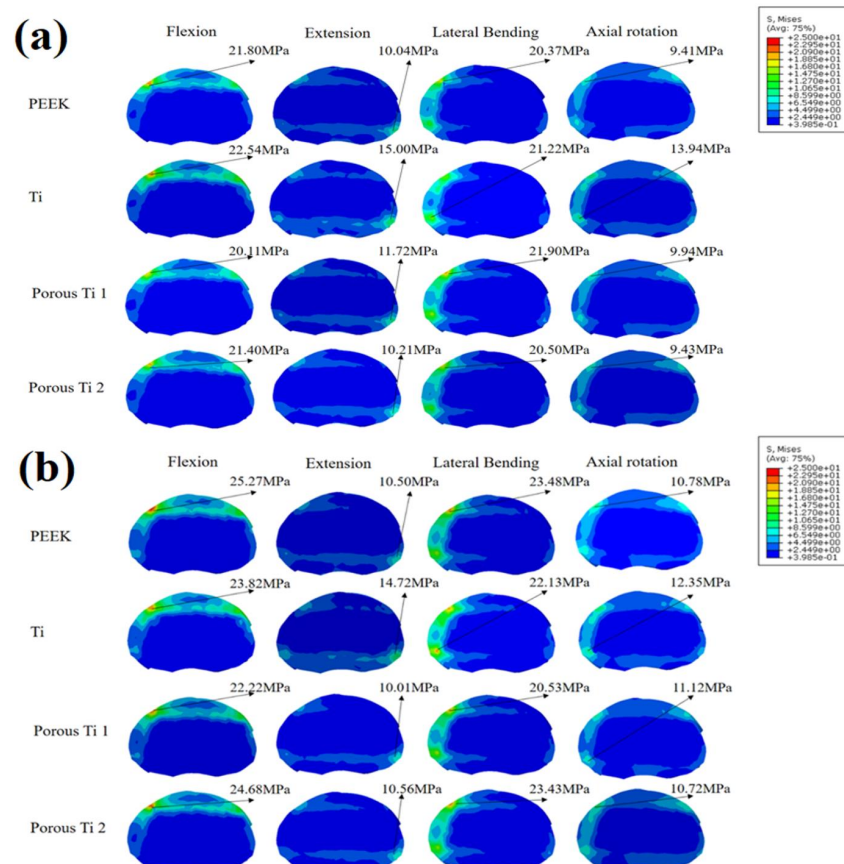 (a)
Flexion Extension Lateral Bending Axial rotation
PEEK 21.80MPa 10.04MPa 20.37MPa 9.41MPa
Ti 22.54MPa 15.00MPa 21.22MPa 13.94MPa
Porous Ti 1 20.11MPa 11.72MPa 21.90MPa 9.94MPa
Porous Ti 2 21.40MPa 10.21MPa 20.50MPa 9.43MPa
S, Mises
(Avg: 75%)
+2.500e+01
+2.295e+01
+2.090e+01
+1.885e+01
+1.680e+01
+1.475e+01
+1.270e+01
+1.065e+01
+8.599e+00
+6.549e+00
+4.499e+00
+2.449e+00
+3.985e-01
(b)
Flexion Extension Lateral Bending Axial rotation
PEEK 25.27MPa 10.50MPa 23.48MPa 10.78MPa
Ti 23.82MPa 14.72MPa 22.13MPa 12.35MPa
Porous Ti 1 22.22MPa 10.01MPa 20.53MPa 11.12MPa
Porous Ti 2 24.68MPa 10.56MPa 23.43MPa 10.72MPa
S, Mises
(Avg: 75%)
+2.500e+01
+2.295e+01
+2.090e+01
+1.885e+01
+1.680e+01
+1.475e+01
+1.270e+01
+1.065e+01
+8.599e+00
+6.549e+00
+4.499e+00
+2.449e+00
+3.985e-01